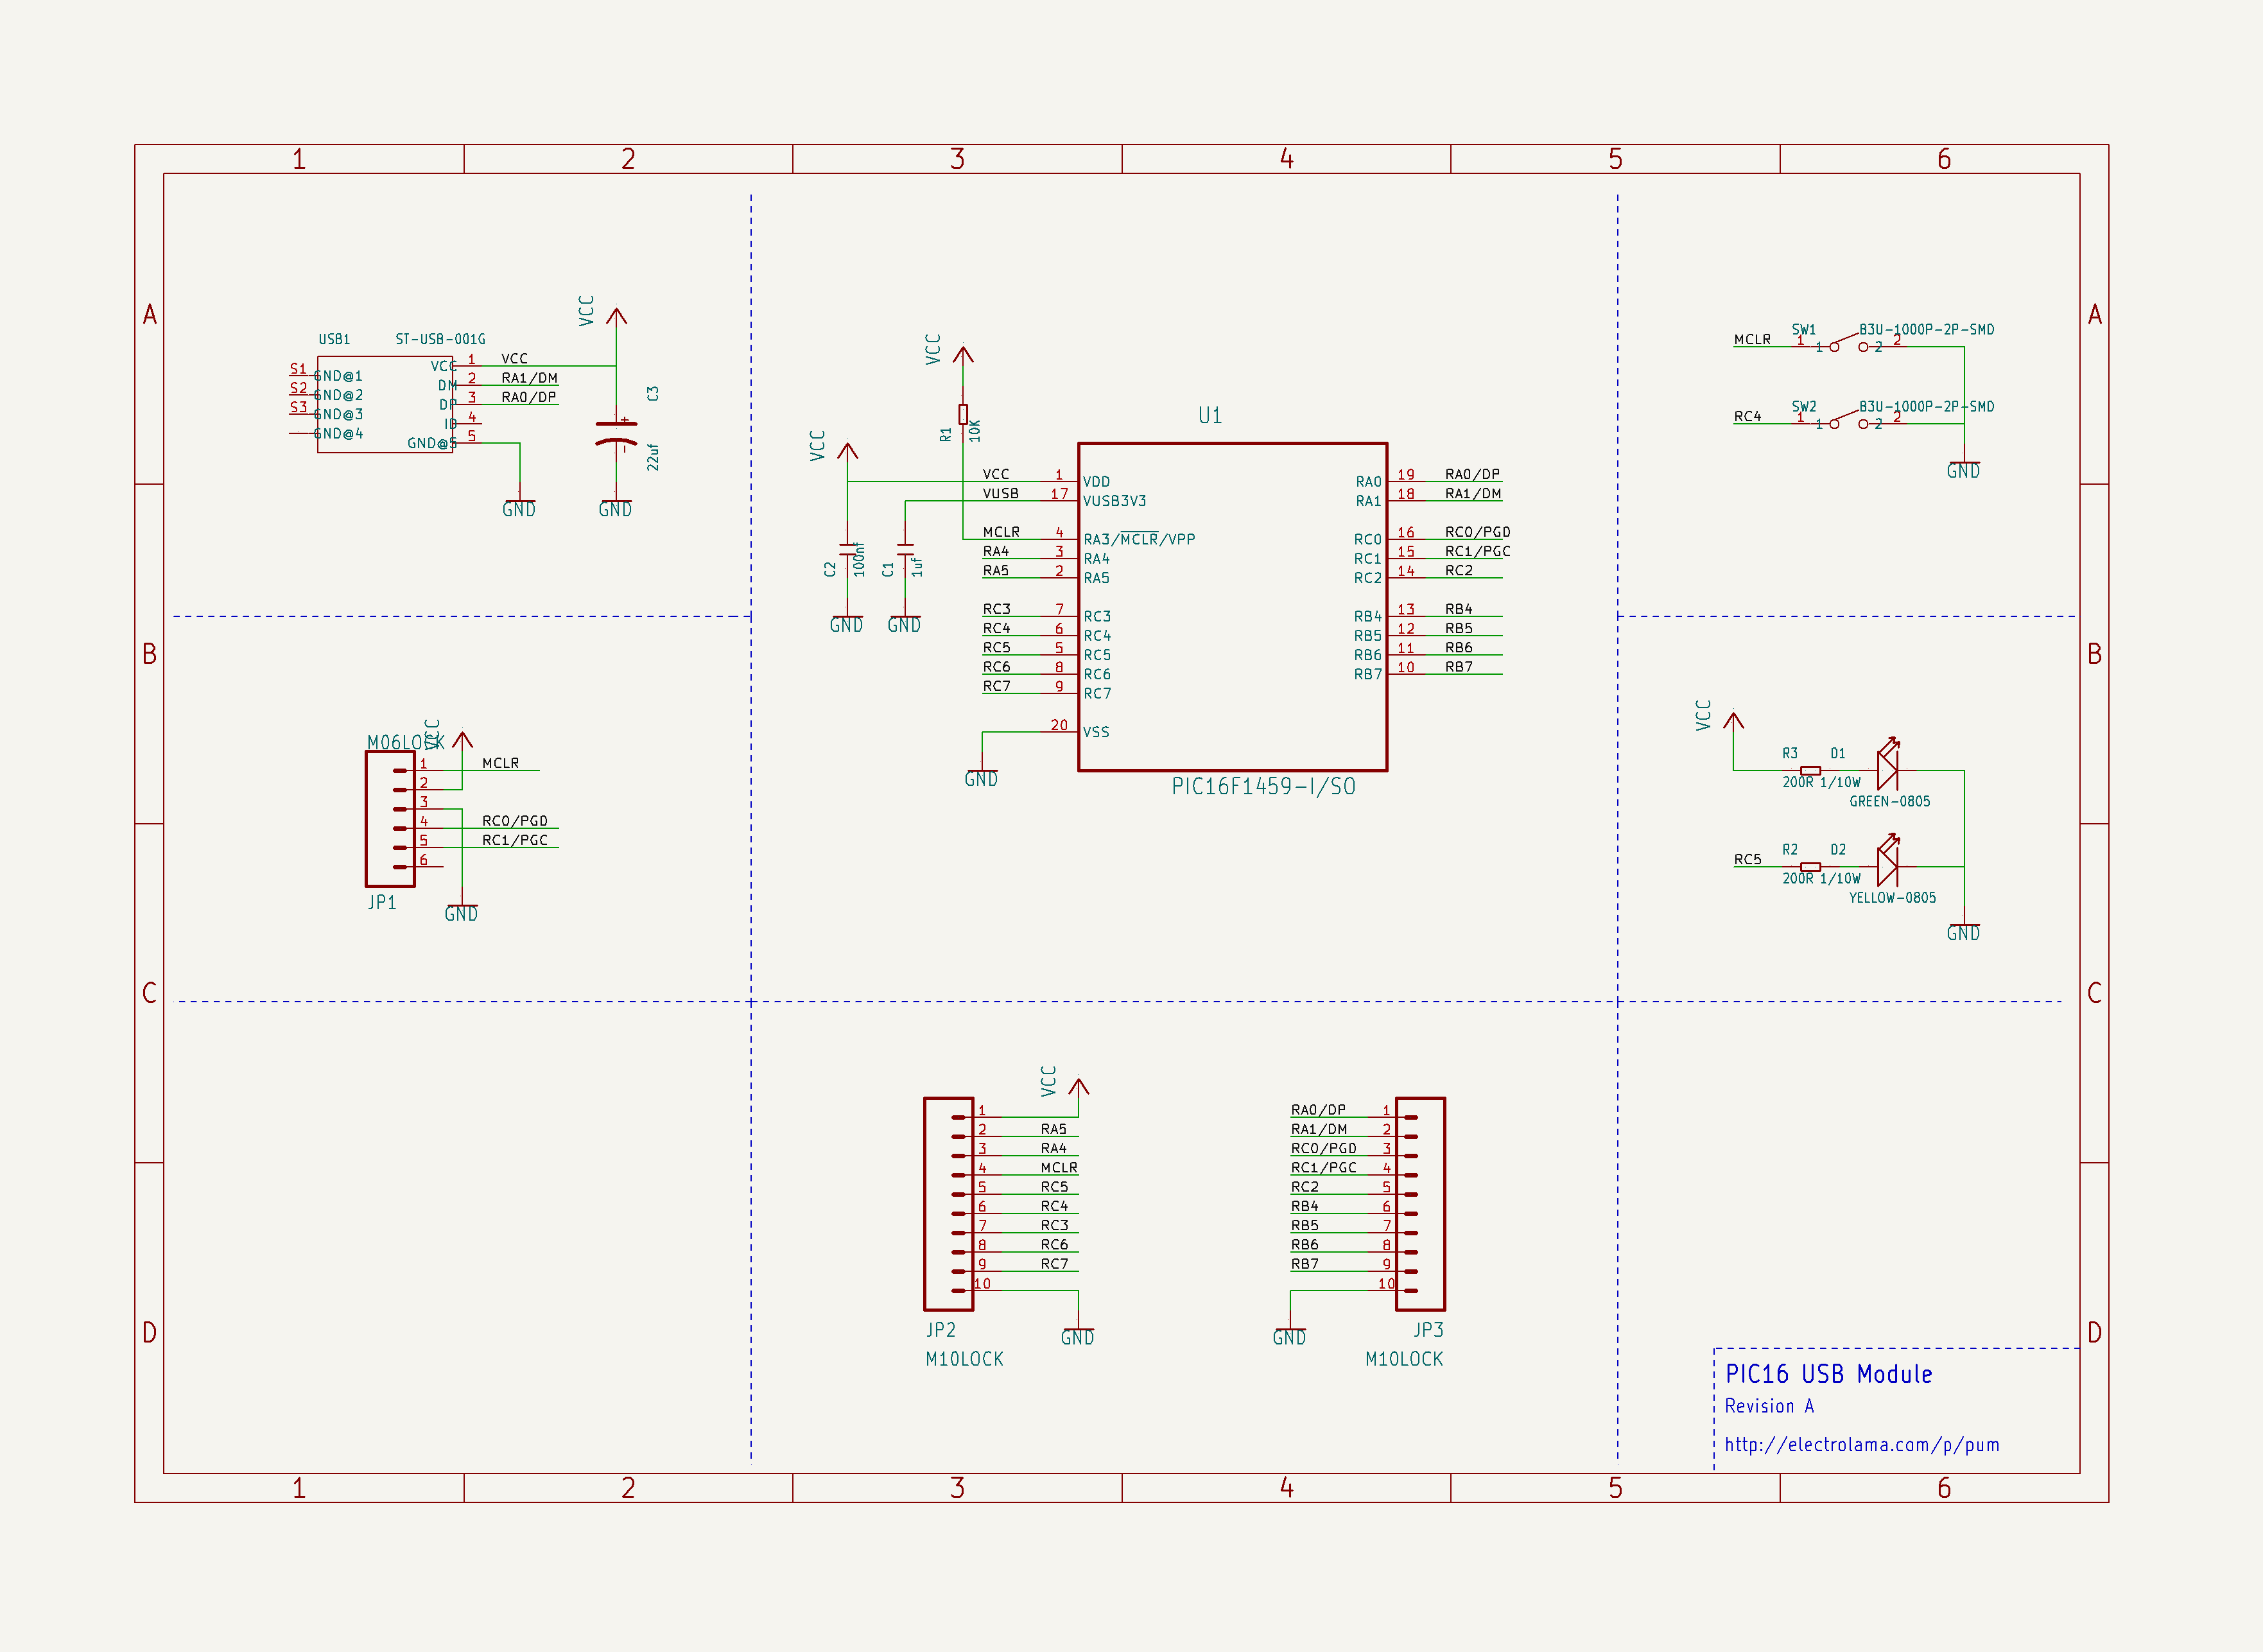 1 2 3 4 5 6
A A
B B
C C
D D
USB1 ST-USB-001G
S1 GND@1
S2 GND@2
S3 GND@3
GND@4
VCC 1 VCC
DM 2 RA1/DM
DP 3 RA0/DP
ID 4
GND@5 5
GND
VCC
C3
22uf
+
-
GND
M06LOCK
VCC
1 MCLR
2
3
4 RC0/PGD
5 RC1/PGC
6
JP1
GND
VCC
R1
10K
VCC
C2
100nf
GND
C1
1uf
GND
U1
VCC 1 VDD
VUSB 17 VUSB3V3
MCLR 4 RA3/MCLR/VPP
RA4 3 RA4
RA5 2 RA5
RC3 7 RC3
RC4 6 RC4
RC5 5 RC5
RC6 8 RC6
RC7 9 RC7
20 VSS
GND
RA0 19 RA0/DP
RA1 18 RA1/DM
RC0 16 RC0/PGD
RC1 15 RC1/PGC
RC2 14 RC2
RB4 13 RB4
RB5 12 RB5
RB6 11 RB6
RB7 10 RB7
PIC16F1459-I/SO
SW1 B3U-1000P-2P-SMD
MCLR 1 1 2 2
SW2 B3U-1000P-2P-SMD
RC4 1 1 2 2
GND
VCC
R3 D1
200R 1/10W
GREEN-0805
R2 D2
RC5
200R 1/10W
YELLOW-0805
GND
VCC
1
2 RA5
3 RA4
4 MCLR
5 RC5
6 RC4
7 RC3
8 RC6
9 RC7
10
JP2
GND
M10LOCK
RA0/DP 1
RA1/DM 2
RC0/PGD 3
RC1/PGC 4
RC2 5
RB4 6
RB5 7
RB6 8
RB7 9
10
GND
JP3
M10LOCK
PIC16 USB Module
Revision A
http://electrolama.com/p/pum
1 2 3 4 5 6